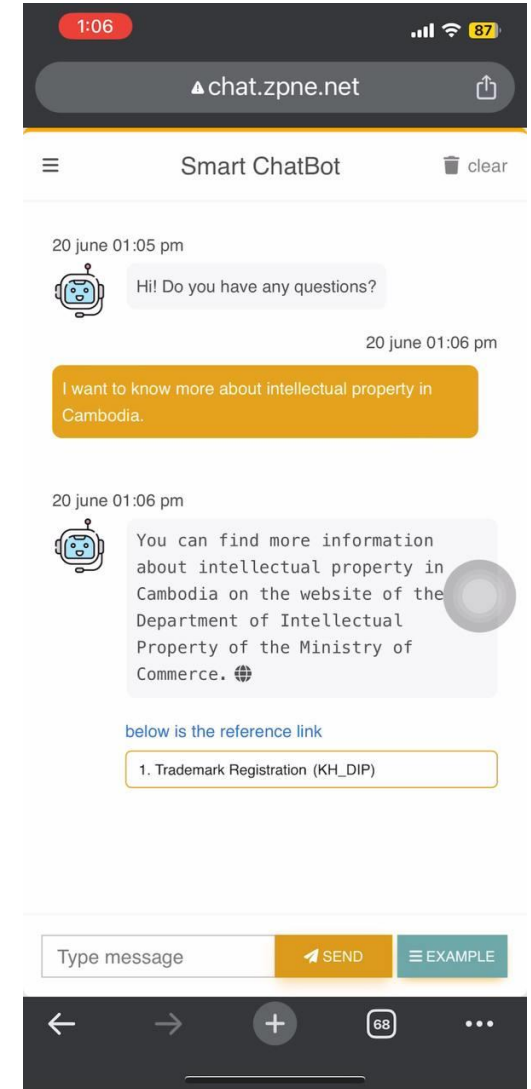 1:06
87
chat.zpne.net
Smart ChatBot
clear
20 june 01:05 pm
Hi! Do you have any questions?
20 june 01:06 pm
I want to know more about intellectual property in
Cambodia.
20 june 01:06 pm
You can find more information
about intellectual property in
Cambodia on the website of the
Department of Intellectual
Property of the Ministry of
Commerce.
below is the reference link
1. Trademark Registration (KH_DIP)
Type message
SEND
EXAMPLE
68